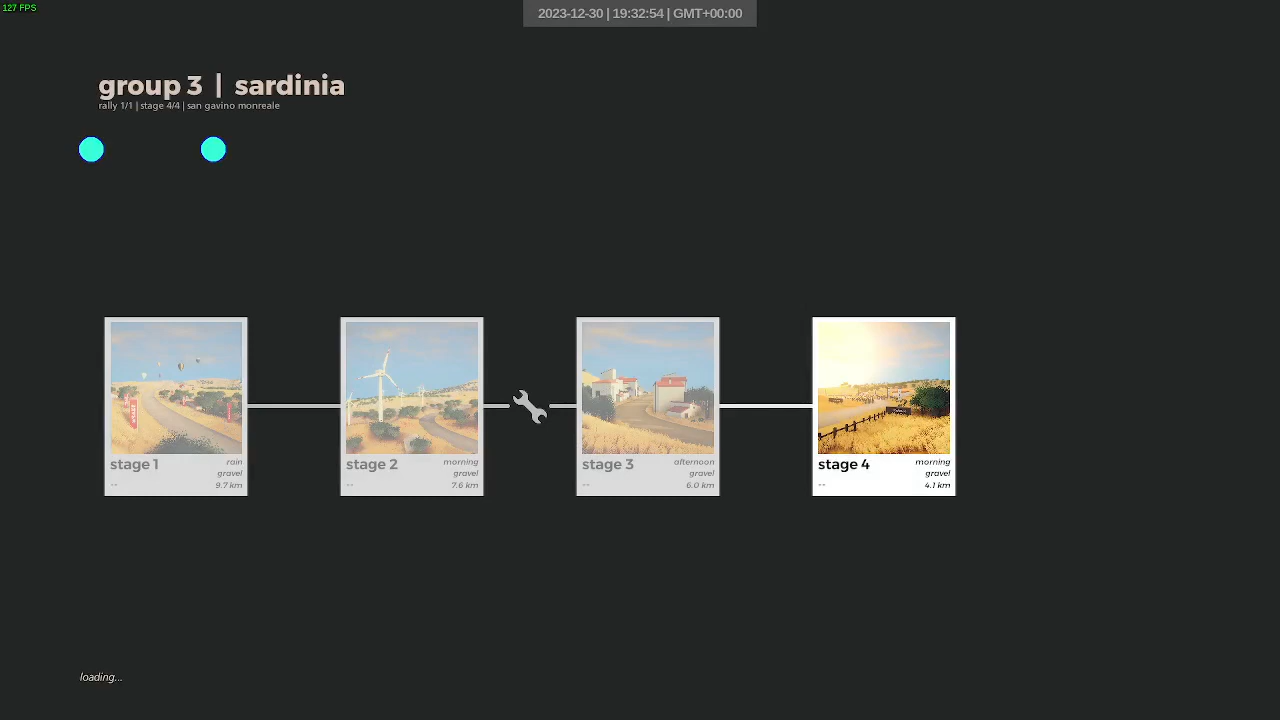 127 FPS
2023-12-30 | 19:32:54 | GMT+00:00
group 3 | sardinia
rally 1/1 | stage 4/4 | san gavino monreale
stage 1
rain
gravel
--
9.7 km
stage 2
morning
gravel
--
7.6 km
stage 3
afternoon
gravel
--
6.0 km
stage 4
morning
gravel
--
4.1 km
loading...